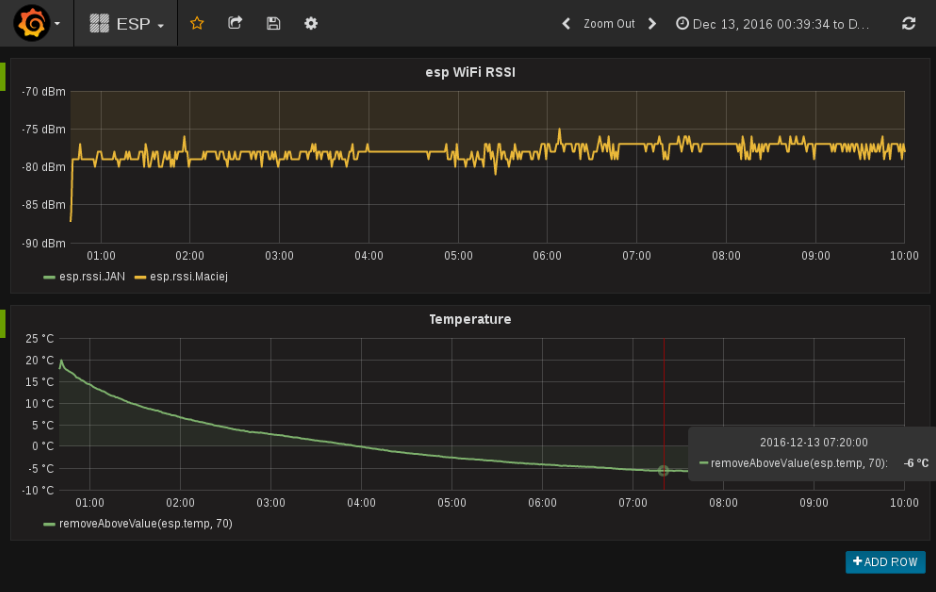 ESP
Zoom Out
Dec 13, 2016 00:39:34 to D...
esp WiFi RSSI
-70 dBm
-75 dBm
-80 dBm
-85 dBm
-90 dBm
01:00 02:00 03:00 04:00 05:00 06:00 07:00 08:00 09:00 10:00
esp.rssi.JAN esp.rssi.Maciej
Temperature
25 °C
20 °C
15 °C
10 °C
5 °C
0 °C
-5 °C
-10 °C
2016-12-13 07:20:00
removeAboveValue(esp.temp, 70): -6 °C
01:00 02:00 03:00 04:00 05:00 06:00 07:00 08:00 09:00 10:00
removeAboveValue(esp.temp, 70)
+ ADD ROW